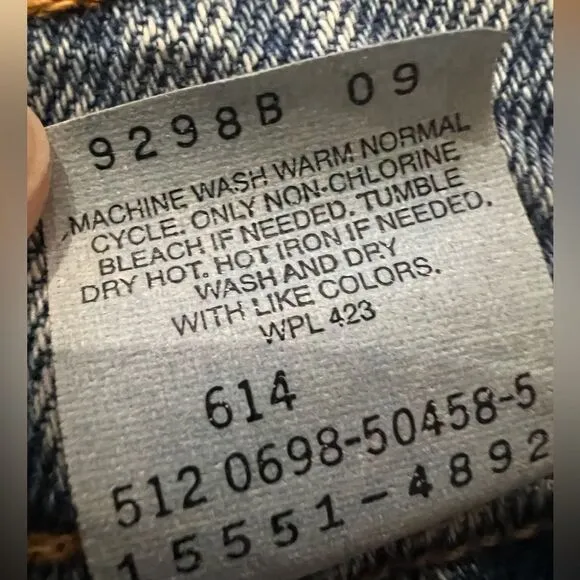 9298B 09
MACHINE WASH WARM NORMAL
CYCLE. ONLY NON-CHLORINE
BLEACH IF NEEDED. TUMBLE
DRY HOT. HOT IRON IF NEEDED.
WASH AND DRY
WITH LIKE COLORS.
WPL 423
614
512 0698-50458-5
15551-4892